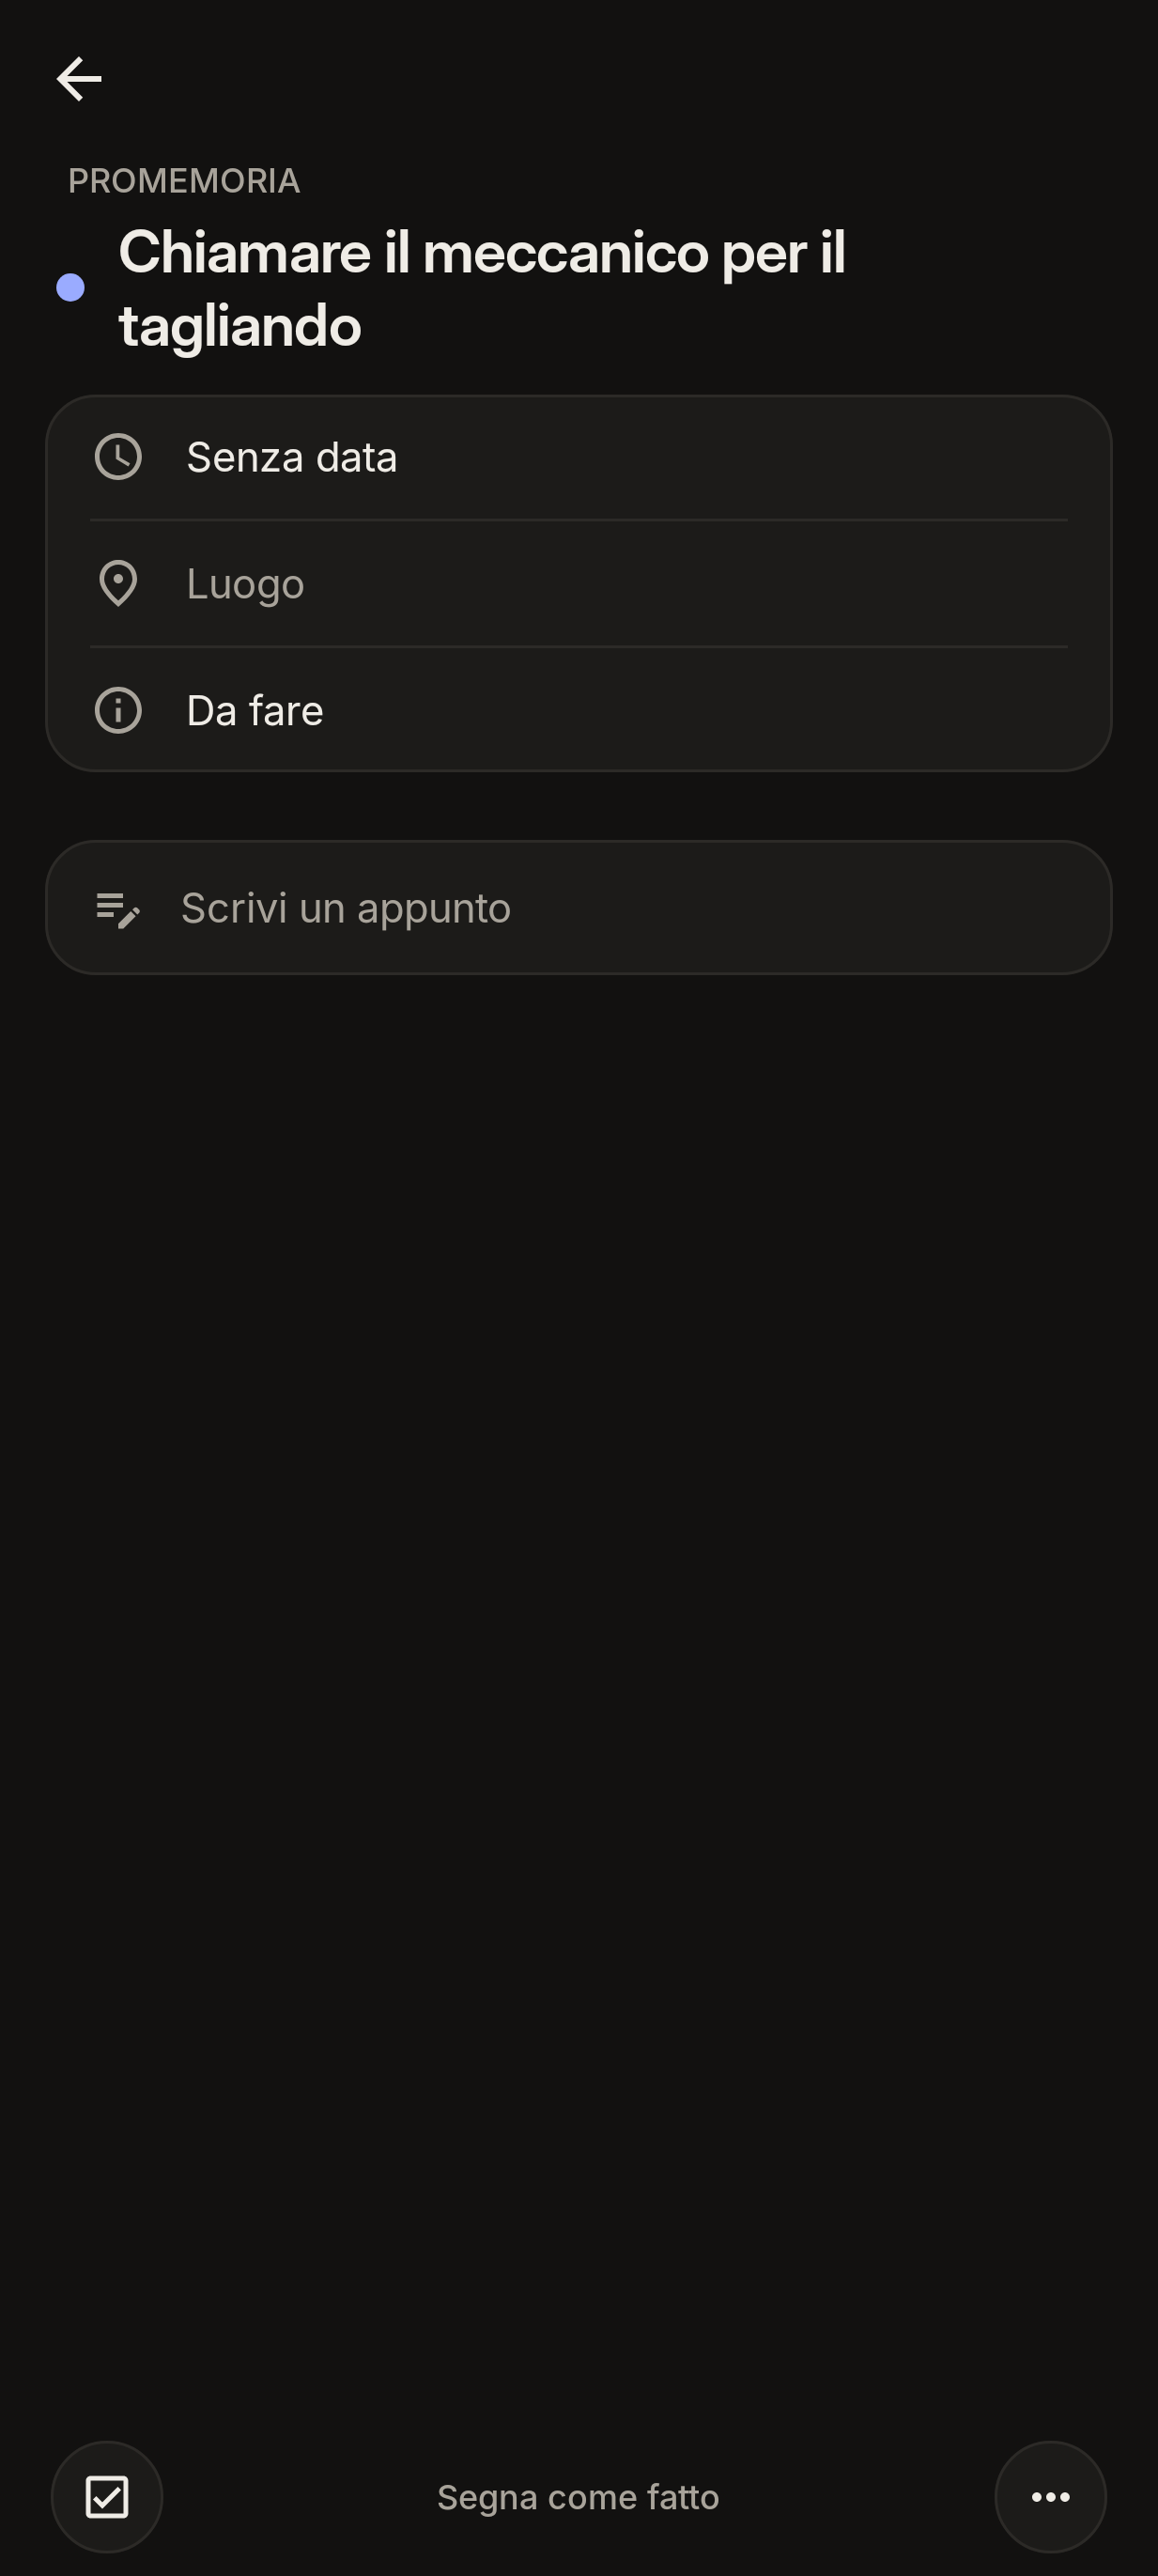 PROMEMORIA
Chiamare il meccanico per il
tagliando
Senza data
Luogo
Da fare
Scrivi un appunto
Segna come fatto